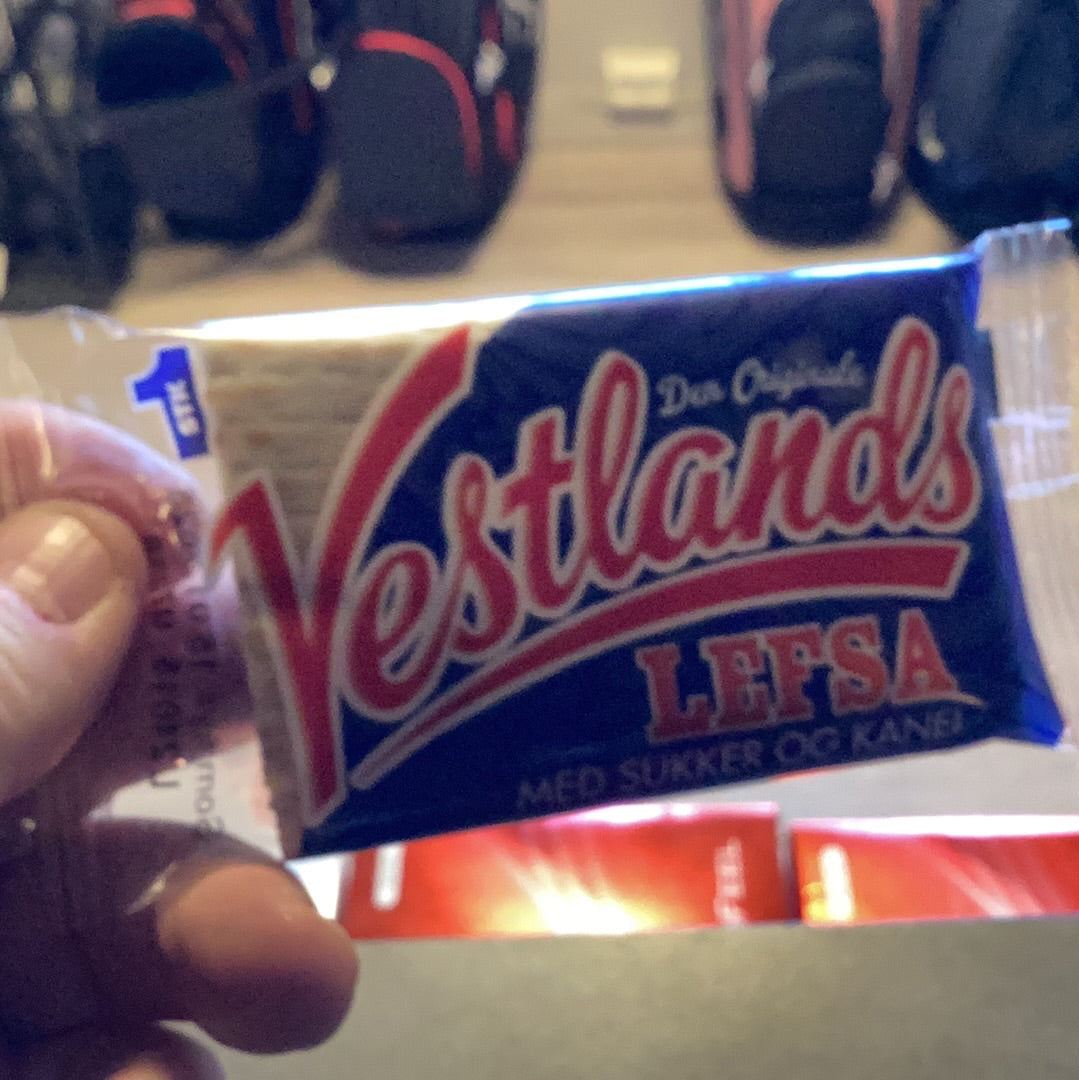 1
STK
Den Originale
Vestlands
LEFSA
MED SUKKER OG KANEL